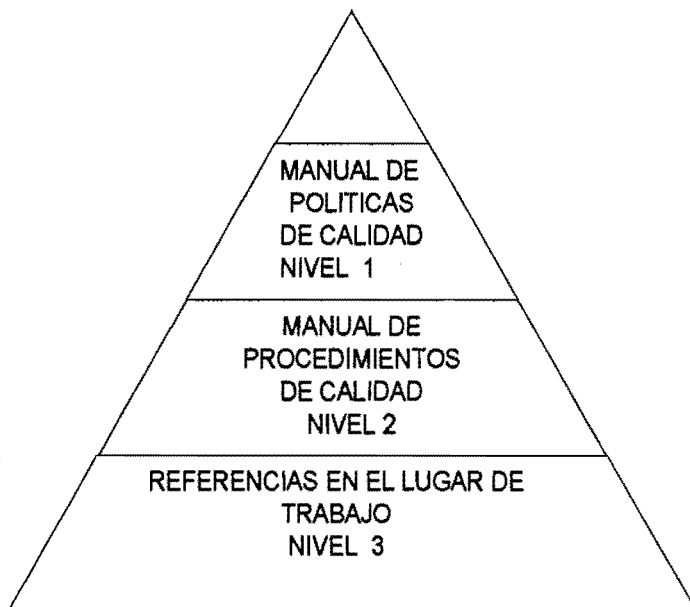 MANUAL DE
POLITICAS
DE CALIDAD
NIVEL 1
MANUAL DE
PROCEDIMIENTOS
DE CALIDAD
NIVEL 2
REFERENCIAS EN EL LUGAR DE
TRABAJO
NIVEL 3